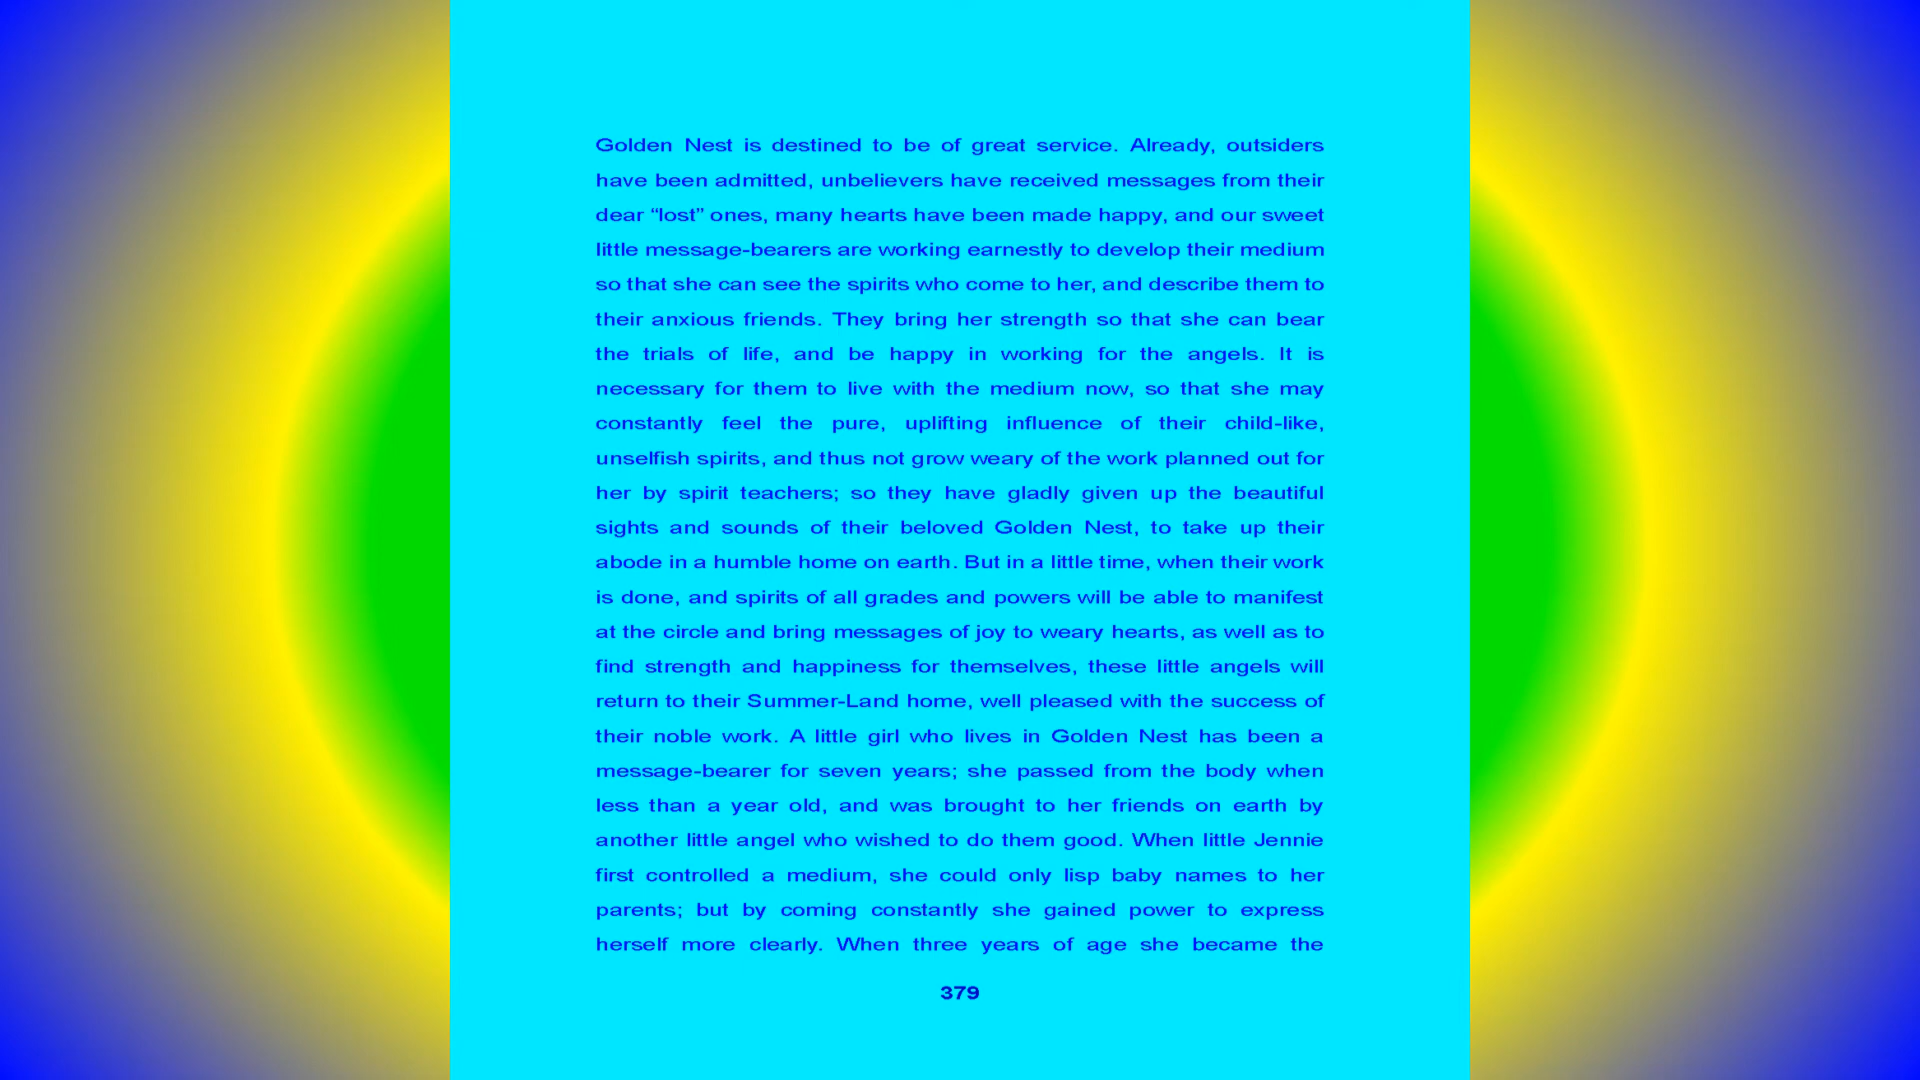 Golden Nest is destined to be of great service. Already, outsiders
have been admitted, unbelievers have received messages from their
dear “lost” ones, many hearts have been made happy, and our sweet
little message-bearers are working earnestly to develop their medium
so that she can see the spirits who come to her, and describe them to
their anxious friends. They bring her strength so that she can bear
the trials of life, and be happy in working for the angels. It is
necessary for them to live with the medium now, so that she may
constantly feel the pure, uplifting influence of their child-like,
unselfish spirits, and thus not grow weary of the work planned out for
her by spirit teachers; so they have gladly given up the beautiful
sights and sounds of their beloved Golden Nest, to take up their
abode in a humble home on earth. But in a little time, when their work
is done, and spirits of all grades and powers will be able to manifest
at the circle and bring messages of joy to weary hearts, as well as to
find strength and happiness for themselves, these little angels will
return to their Summer-Land home, well pleased with the success of
their noble work. A little girl who lives in Golden Nest has been a
message-bearer for seven years; she passed from the body when
less than a year old, and was brought to her friends on earth by
another little angel who wished to do them good. When little Jennie
first controlled a medium, she could only lisp baby names to her
parents; but by coming constantly she gained power to express
herself more clearly. When three years of age she became the
379